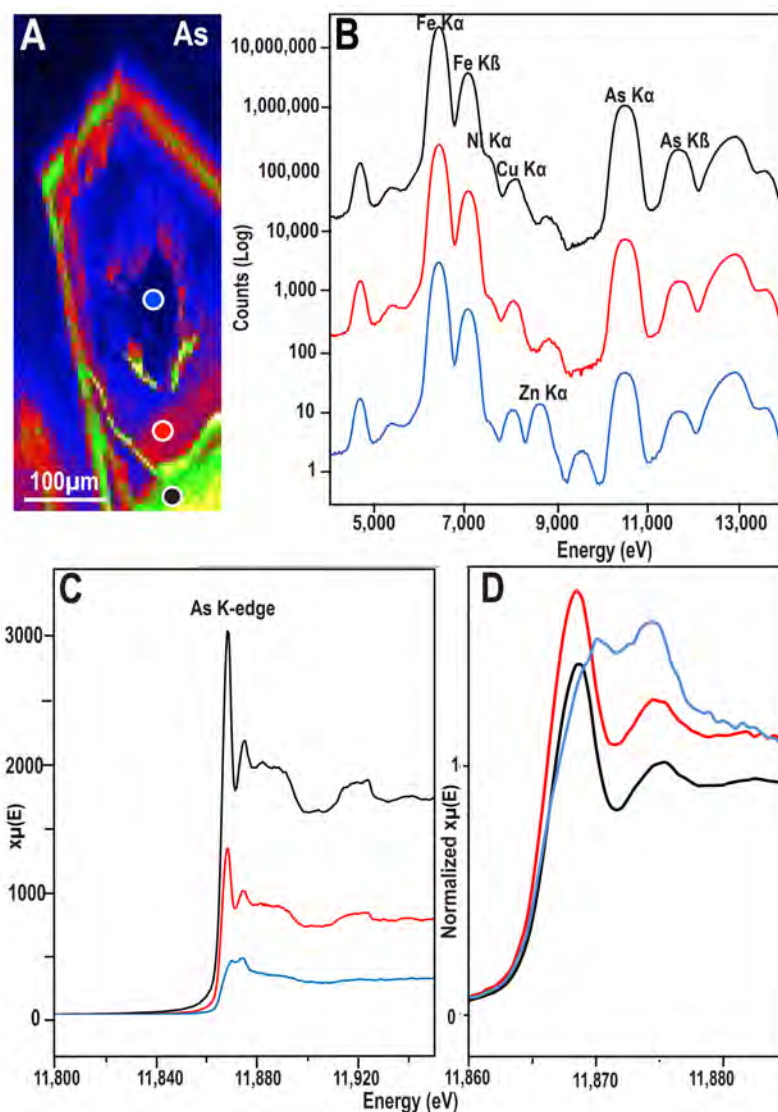 A As
100µm
B
Fe Kα
Fe Kß
Ni Kα
Cu Kα
As Kα
As Kß
Zn Kα
10,000,000
1,000,000
100,000
10,000
1,000
100
10
1
Counts (Log)
5,000 7,000 9,000 11,000 13,000
Energy (eV)
C
As K-edge
3000
2000
1000
0
xµ(E)
11,800 11,840 11,880 11,920
Energy (eV)
D
1
0
Normalized xµ(E)
11,860 11,870 11,880